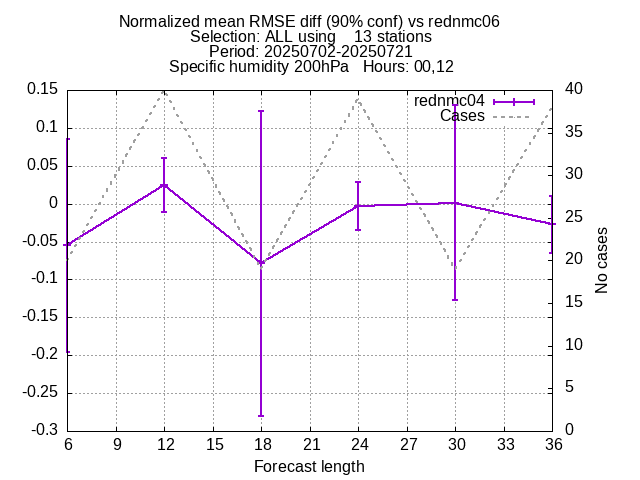 Normalized mean RMSE diff (90% conf) vs rednmc06
Selection: ALL using    13 stations
Period: 20250702-20250721
Specific humidity 200hPa   Hours: 00,12
rednmc04
Cases
0.15
0.1
0.05
0
-0.05
-0.1
-0.15
-0.2
-0.25
-0.3
40
35
30
25
20
15
10
5
0
No cases
6 9 12 15 18 21 24 27 30 33 36
Forecast length